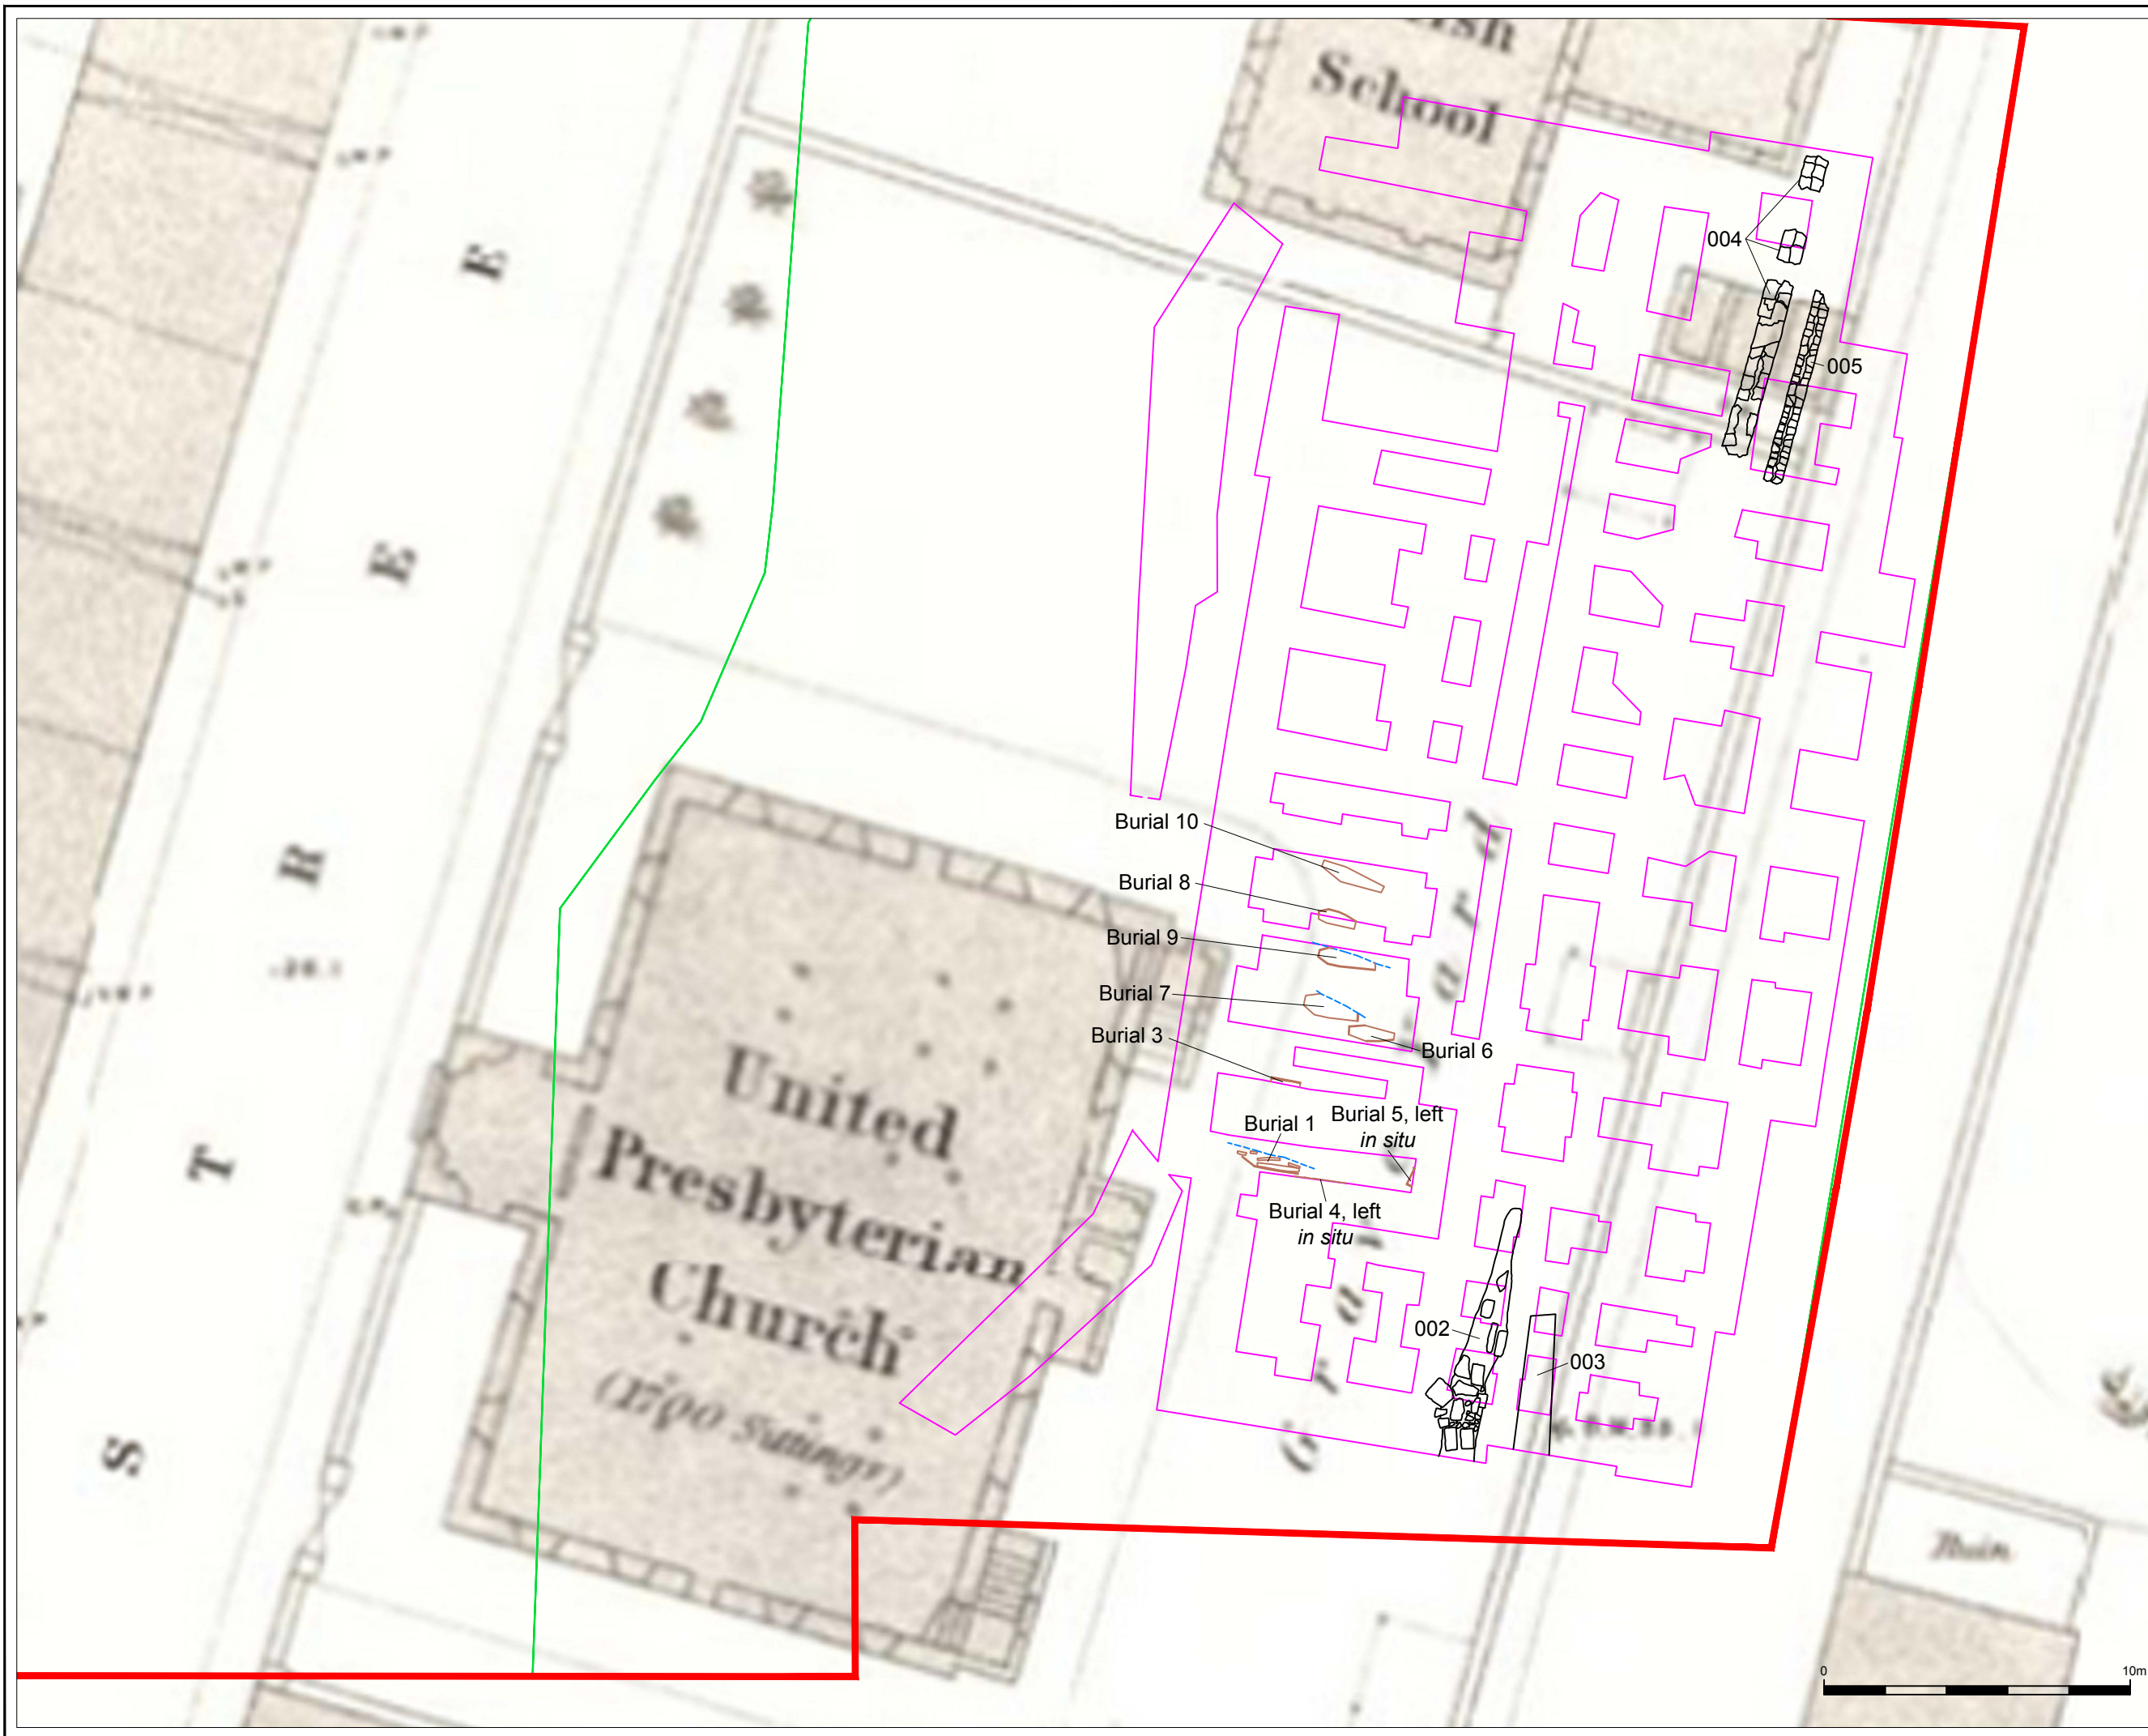 School
004
005
STREET
Burial 10
Burial 8
Burial 9
Burial 7
Burial 3
Burial 6
United
Presbyterian
Church
Burial 1
Burial 5, left
in situ
Burial 4, left
in situ
002
003
Ruin
0 10m